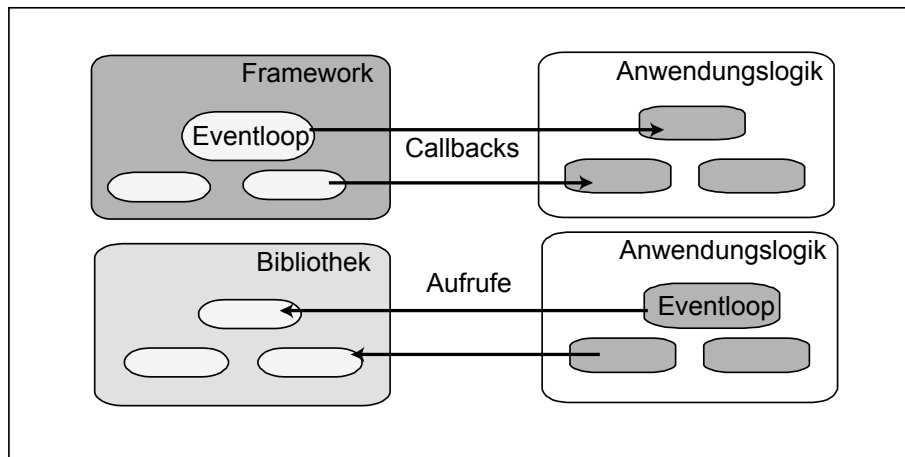 Framework
Anwendungslogik
Eventloop
Callbacks
Bibliothek
Anwendungslogik
Aufrufe
Eventloop